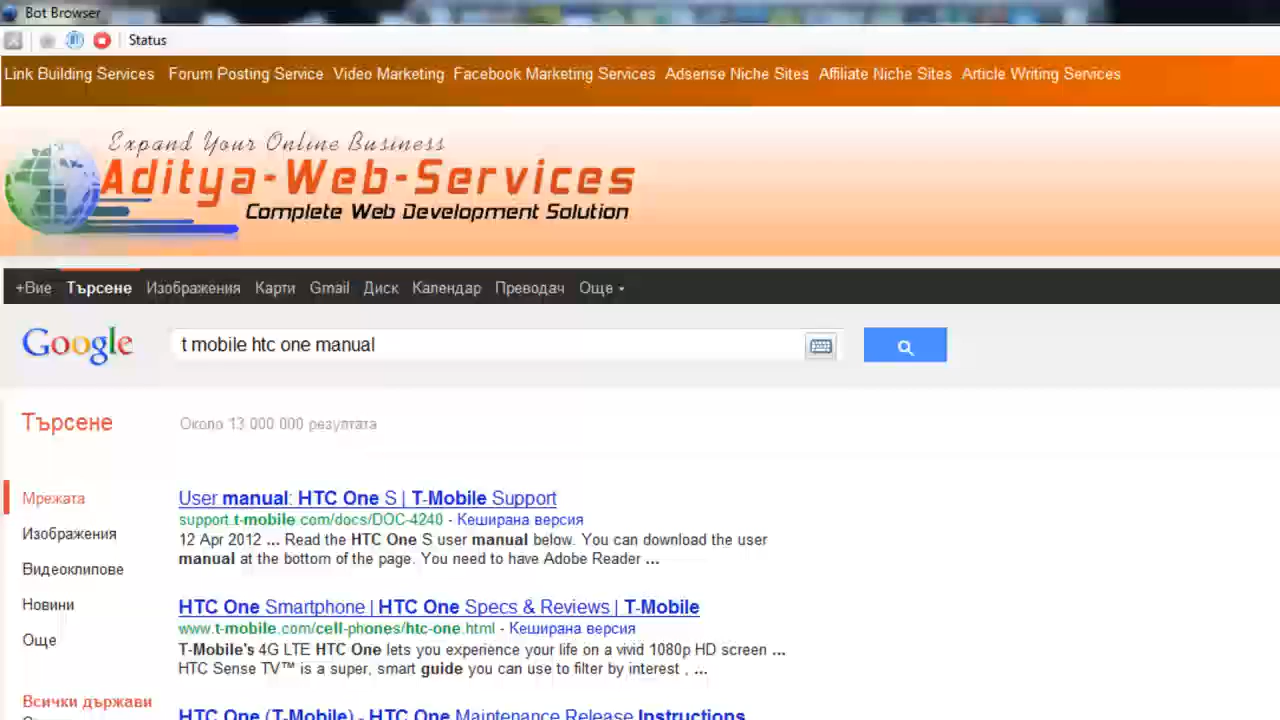 Bot Browser
Status
Link Building Services Forum Posting Service Video Marketing Facebook Marketing Services Adsense Niche Sites Affiliate Niche Sites Article Writing Services
Expand Your Online Business
Aditya-Web-Services
Complete Web Development Solution
+Вие Търсене Изображения Карти Gmail Диск Календар Преводач Още
Google t mobile htc one manual
Търсене Около 13 000 000 резултата
Мрежата
Изображения
Видеоклипове
Новини
Още
Всички държави
User manual: HTC One S | T-Mobile Support
support.t-mobile.com/docs/DOC-4240 - Кеширана версия
12 Apr 2012 ... Read the HTC One S user manual below. You can download the user
manual at the bottom of the page. You need to have Adobe Reader ...
HTC One Smartphone | HTC One Specs & Reviews | T-Mobile
www.t-mobile.com/cell-phones/htc-one.html - Кеширана версия
T-Mobile's 4G LTE HTC One lets you experience your life on a vivid 1080p HD screen ...
HTC Sense TV™ is a super, smart guide you can use to filter by interest , ...
HTC One (T-Mobile) - HTC One Maintenance Release Instructions